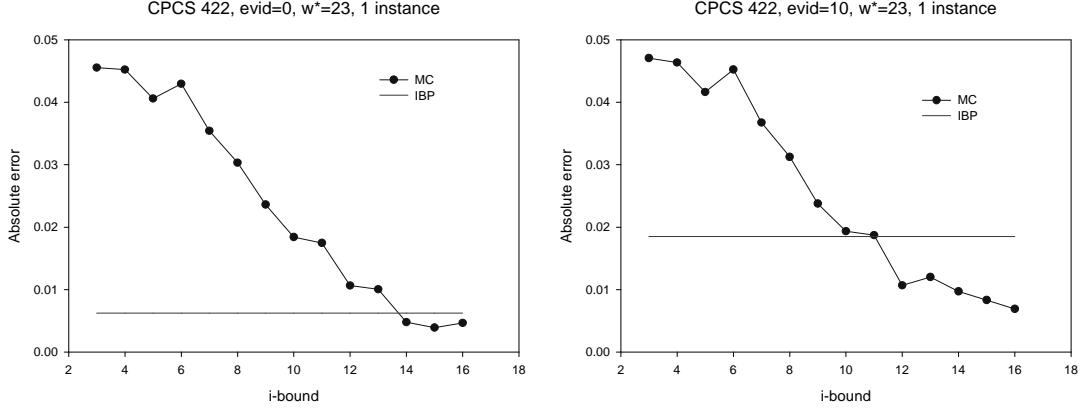 CPCS 422, evid=0, w*=23, 1 instance
0.05
0.04
0.03
0.02
0.01
0.00
Absolute error
MC
IBP
2 4 6 8 10 12 14 16 18
i-bound
CPCS 422, evid=10, w*=23, 1 instance
0.05
0.04
0.03
0.02
0.01
0.00
Absolute error
MC
IBP
2 4 6 8 10 12 14 16 18
i-bound